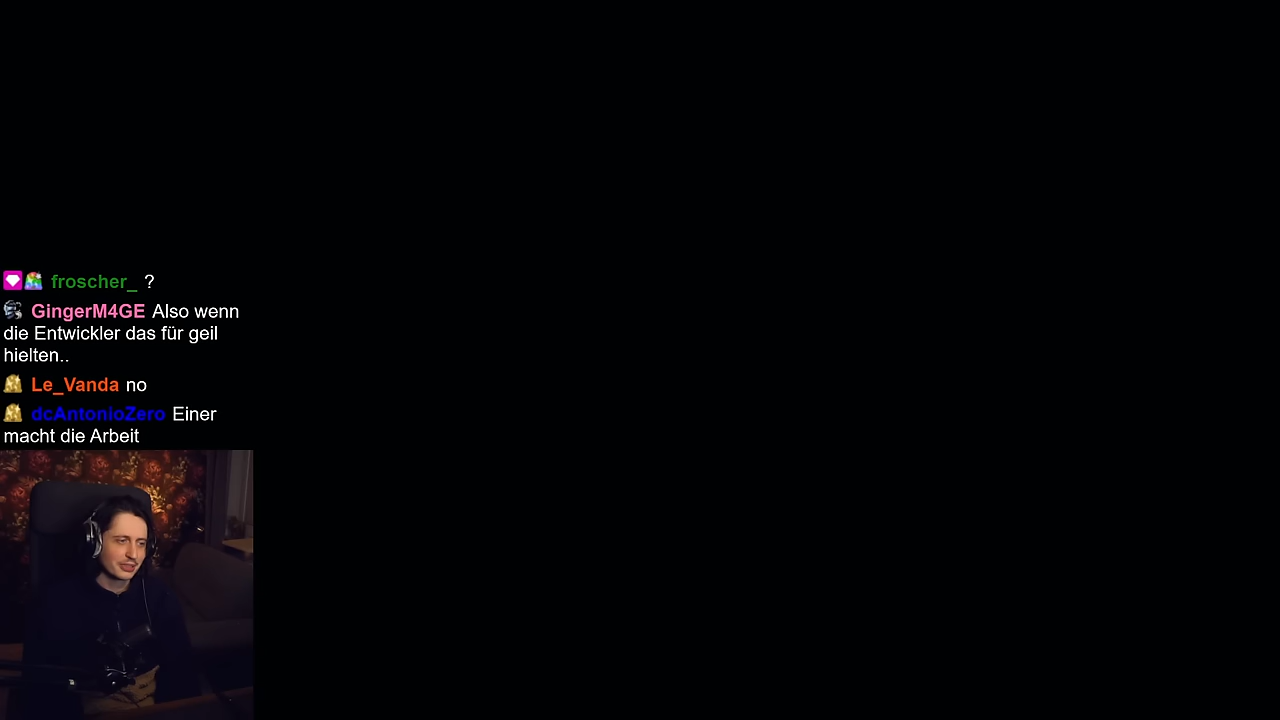 froscher_ ?
GingerM4GE Also wenn
die Entwickler das für geil
hielten..
Le_Vanda no
dcAntonioZero Einer
macht die Arbeit